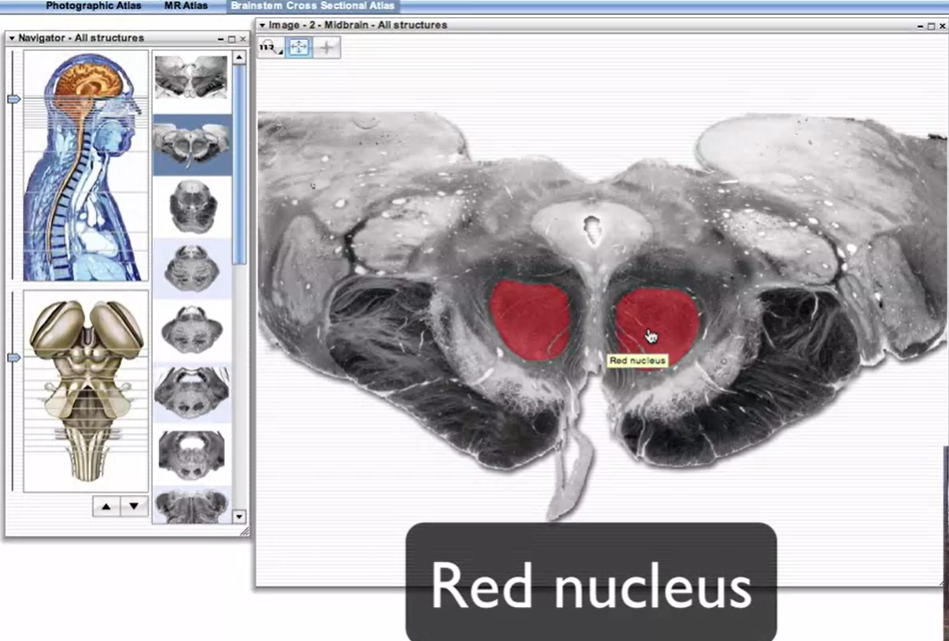 Photographic Atlas MR Atlas Brainstem Cross Sectional Atlas
Navigator - All structures
Image - 2 - Midbrain - All structures
Red nucleus
Red nucleus